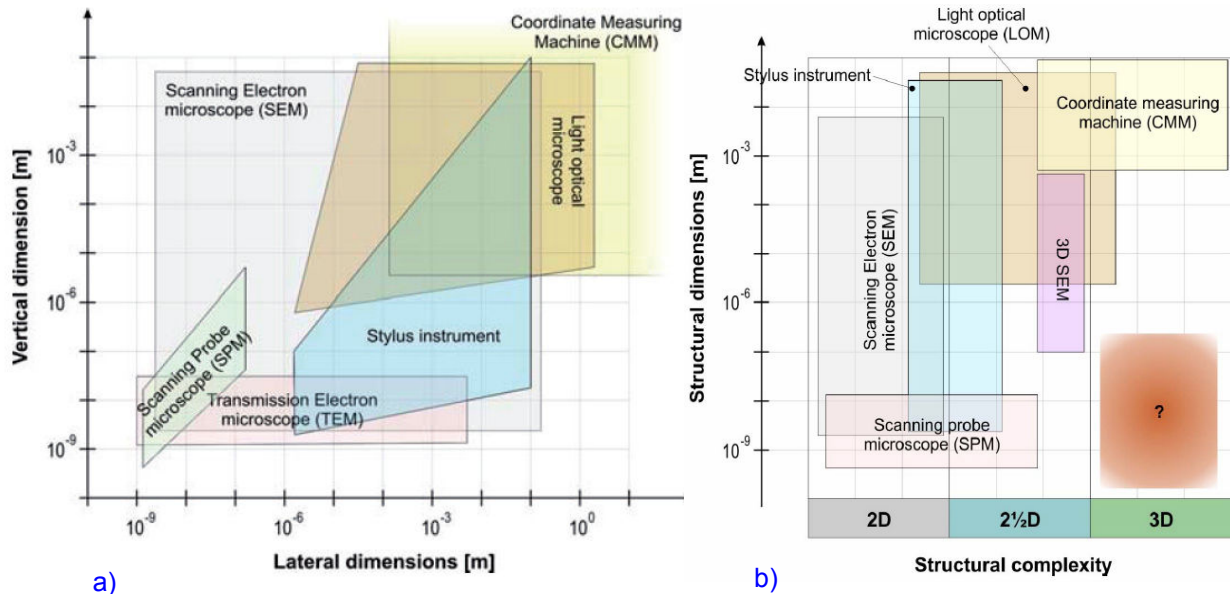 Coordinate Measuring
Machine (CMM)
Scanning Electron
microscope (SEM)
Light optical
microscope
Stylus instrument
Scanning Probe
microscope (SPM)
Transmission Electron
microscope (TEM)
Vertical dimension [m]
10-3
10-6
10-9
10-9
10-6
10-3
100
Lateral dimensions [m]
a)
Light optical
microscope (LOM)
Stylus instrument
Coordinate measuring
machine (CMM)
Scanning Electron
microscope (SEM)
3D SEM
?
Scanning probe
microscope (SPM)
Structural dimensions [m]
10-3
10-6
10-9
2D
2½D
3D
Structural complexity
b)